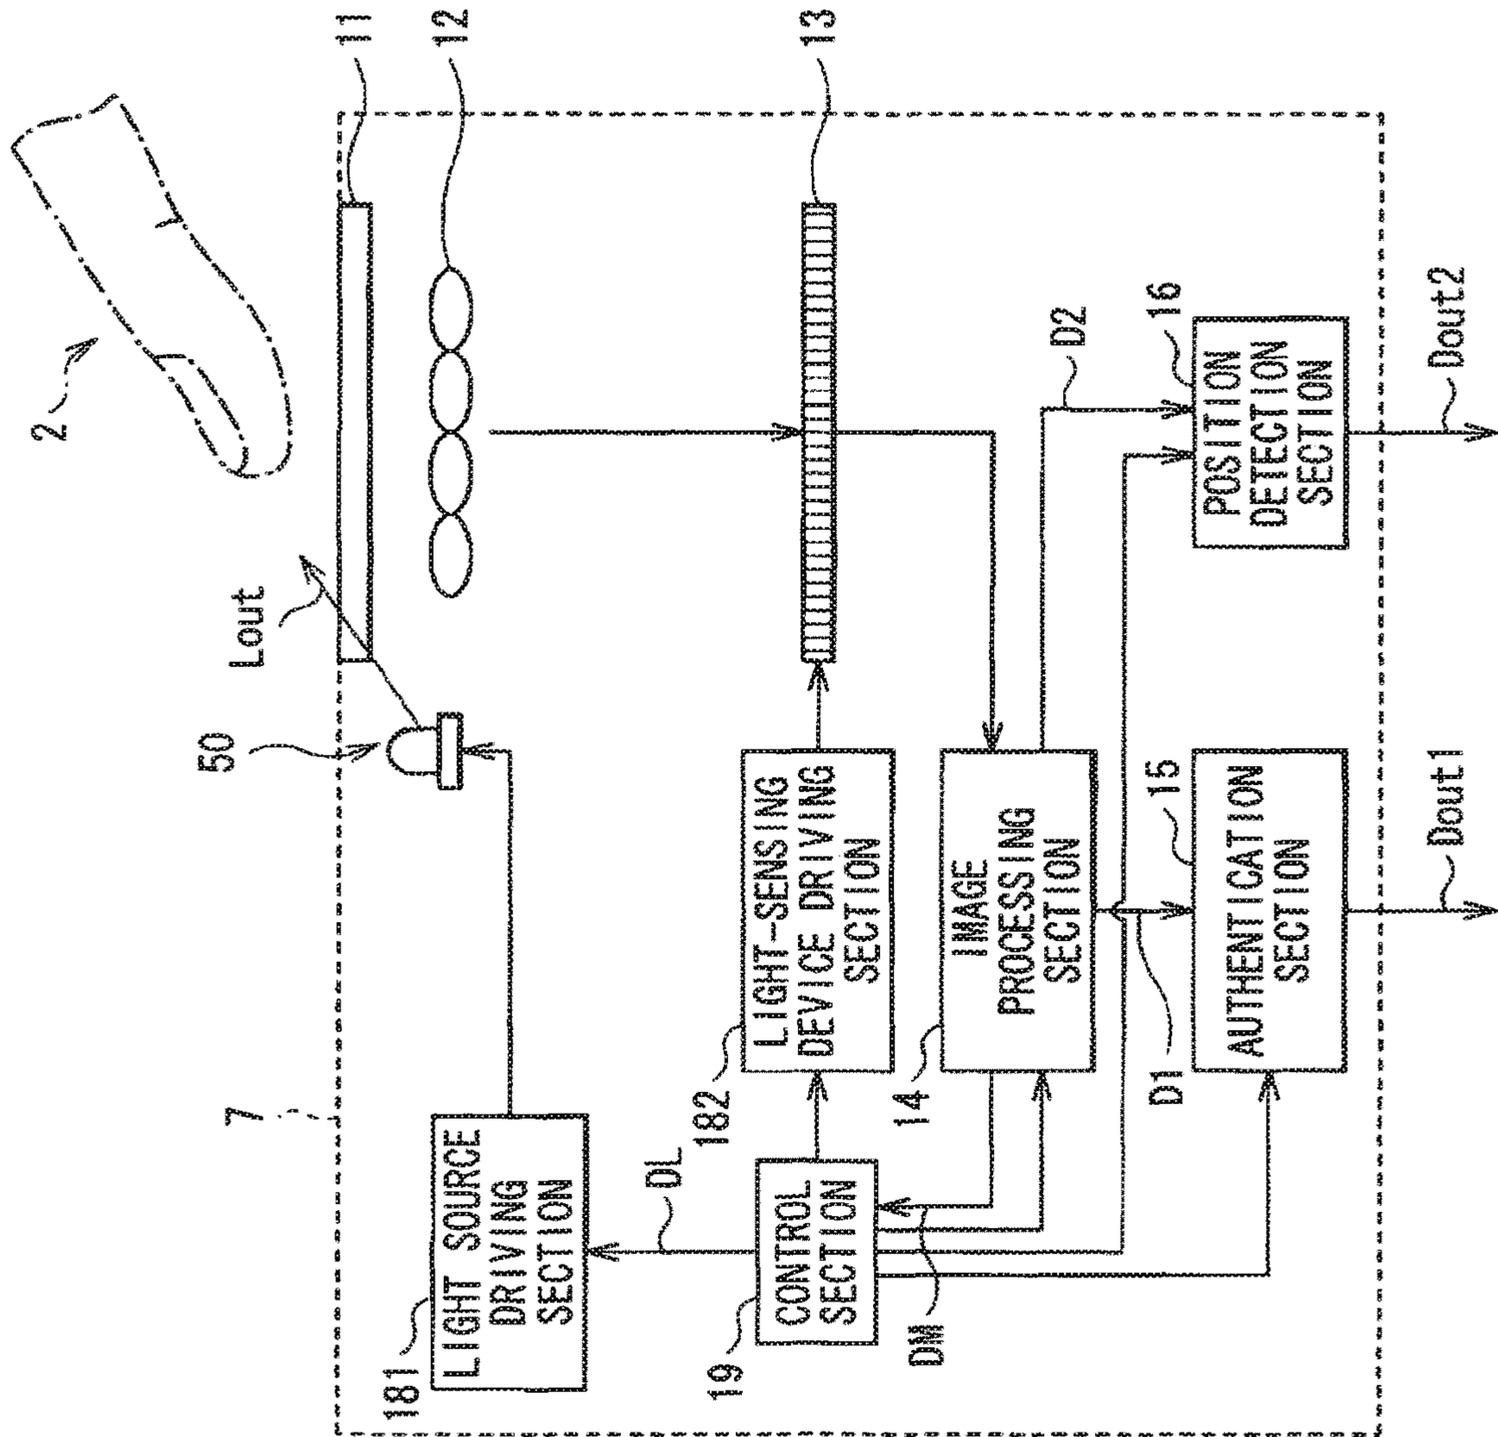 2
11
12
Lout
50
13
7
LIGHT SOURCE
DRIVING
SECTION
181
DL
182
LIGHT-SENSING
DEVICE DRIVING
SECTION
CONTROL
SECTION
19
DM
14
IMAGE
PROCESSING
SECTION
D1
D2
15
AUTHENTICATION
SECTION
16
POSITION
DETECTION
SECTION
Dout1
Dout2